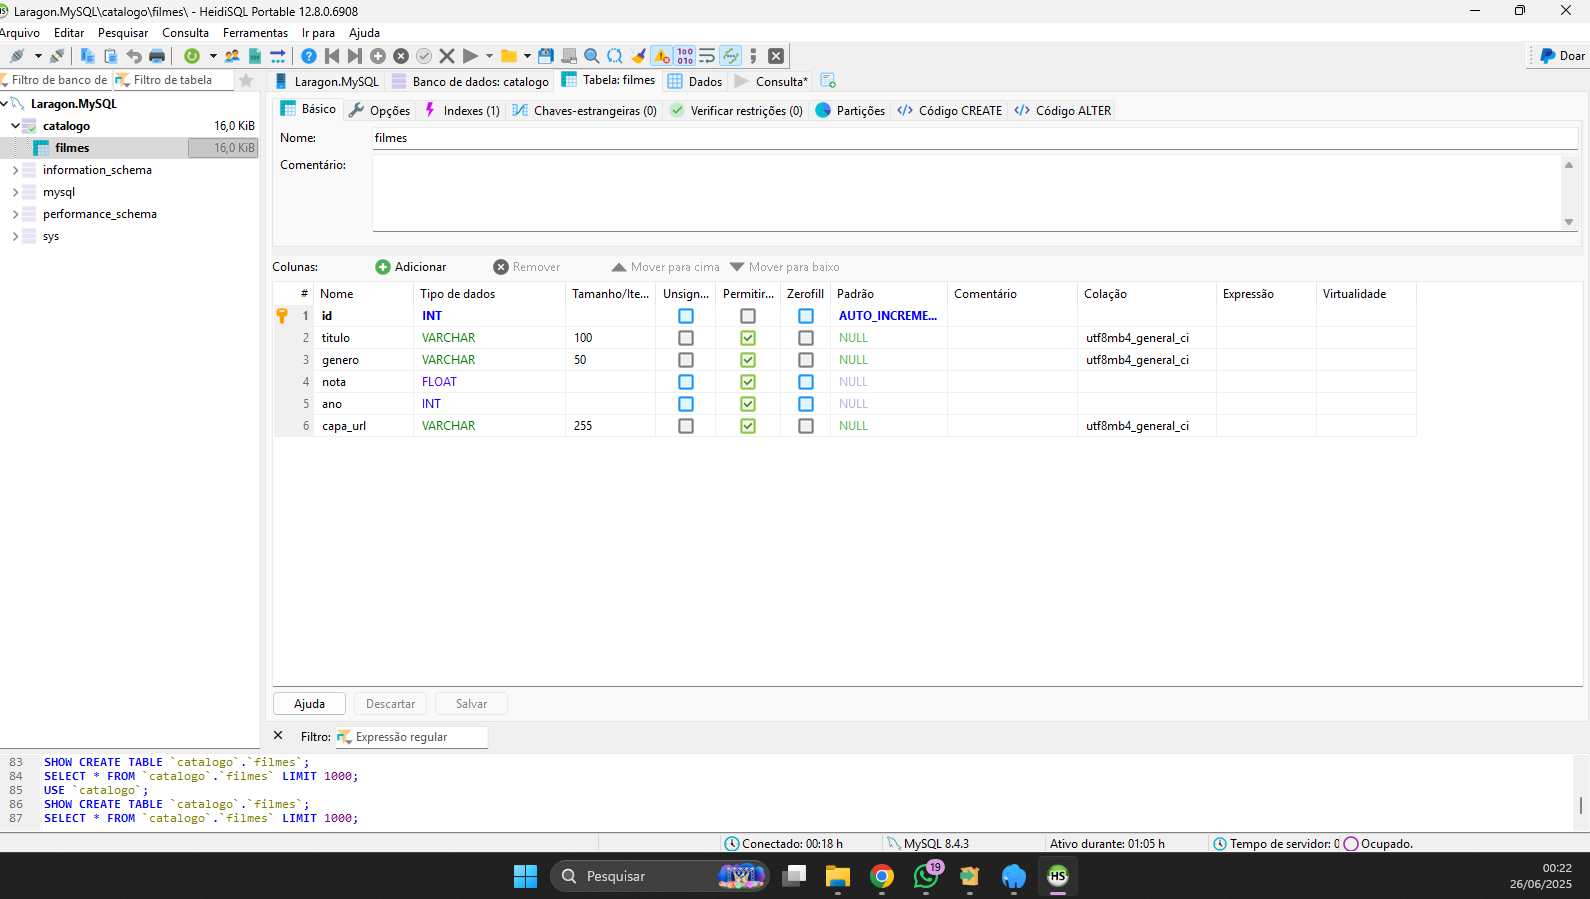 Laragon.MySQL\catalogo\filmes\ - HeidiSQL Portable 12.8.0.6908
Arquivo Editar Pesquisar Consulta Ferramentas Ir para Ajuda
Doar
Filtro de banco de Filtro de tabela
Laragon.MySQL Banco de dados: catalogo Tabela: filmes Dados Consulta*
Laragon.MySQL
catalogo 16,0 KiB
filmes 16,0 KiB
information_schema
mysql
performance_schema
sys
Básico Opções Indexes (1) Chaves-estrangeiras (0) Verificar restrições (0) Partições Código CREATE Código ALTER
Nome: filmes
Comentário:
Colunas: Adicionar Remover Mover para cima Mover para baixo
# Nome Tipo de dados Tamanho/Ite... Unsign... Permitir... Zerofill Padrão Comentário Colação Expressão Virtualidade
1 id INT AUTO_INCREME...
2 titulo VARCHAR 100 NULL utf8mb4_general_ci
3 genero VARCHAR 50 NULL utf8mb4_general_ci
4 nota FLOAT NULL
5 ano INT NULL
6 capa_url VARCHAR 255 NULL utf8mb4_general_ci
Ajuda Descartar Salvar
Filtro: Expressão regular
83 SHOW CREATE TABLE `catalogo`.`filmes`;
84 SELECT * FROM `catalogo`.`filmes` LIMIT 1000;
85 USE `catalogo`;
86 SHOW CREATE TABLE `catalogo`.`filmes`;
87 SELECT * FROM `catalogo`.`filmes` LIMIT 1000;
Conectado: 00:18 h MySQL 8.4.3 Ativo durante: 01:05 h Tempo de servidor: 0 Ocupado.
Pesquisar
19
HS
00:22
26/06/2025